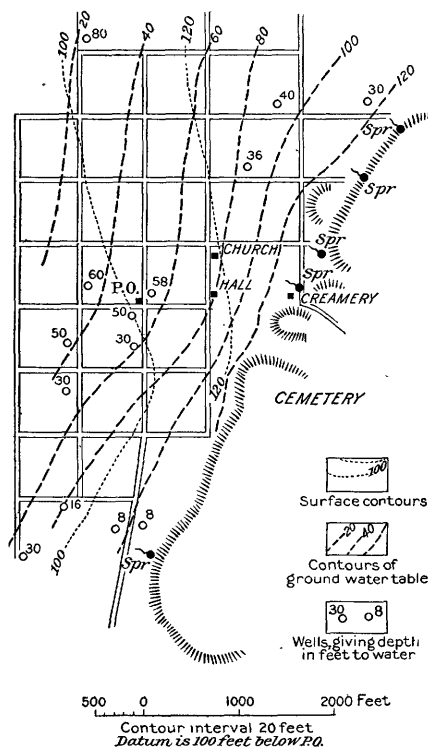 100
20
40
120
60
80
100
120
80
40
30
Spr
36
Spr
CHURCH
Spr
60
P.O.
58
HALL
Spr
CREAMERY
50
50
30
30
120
CEMETERY
16
8
8
30
100
Spr
100
Surface contours
20 40
Contours of
ground water table
30 8
Wells, giving depth
in feet to water
500 0 1000 2000 Feet
Contour interval 20 feet
Datum is 100 feet below P.O.